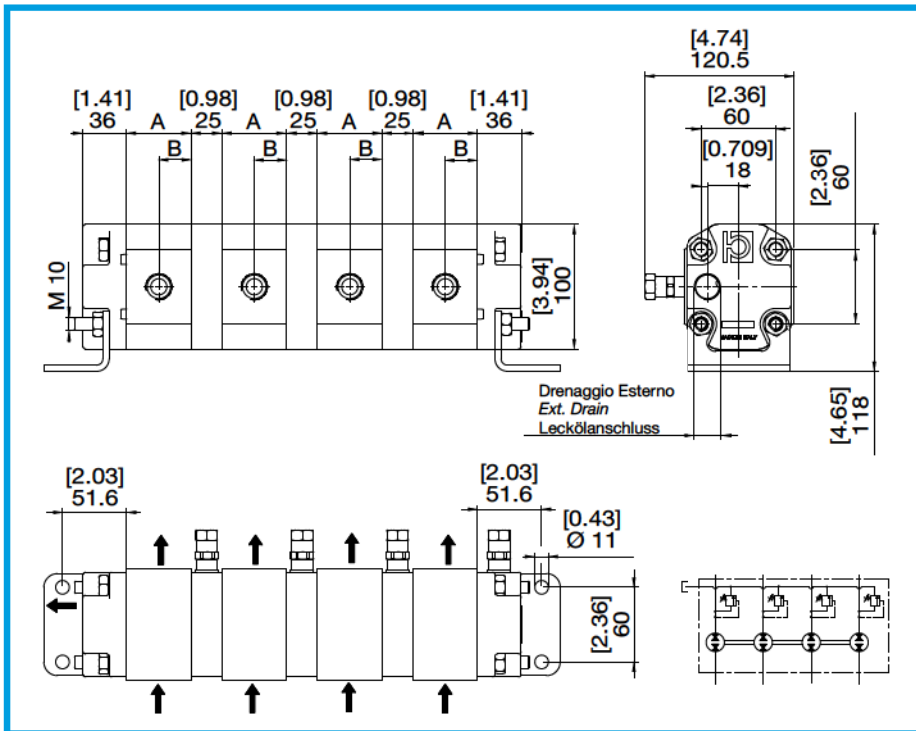 [1.41]
36
A
[0.98]
25
A
[0.98]
25
A
[0.98]
25
A
[1.41]
36
B
B
B
B
M 10
[3.94]
100
[4.74]
120.5
[2.36]
60
[0.709]
18
[2.36]
60
[4.65]
118
Drenaggio Esterno
Ext. Drain
Leckölanschluss
[2.03]
51.6
[2.03]
51.6
[0.43]
Ø 11
[2.36]
60